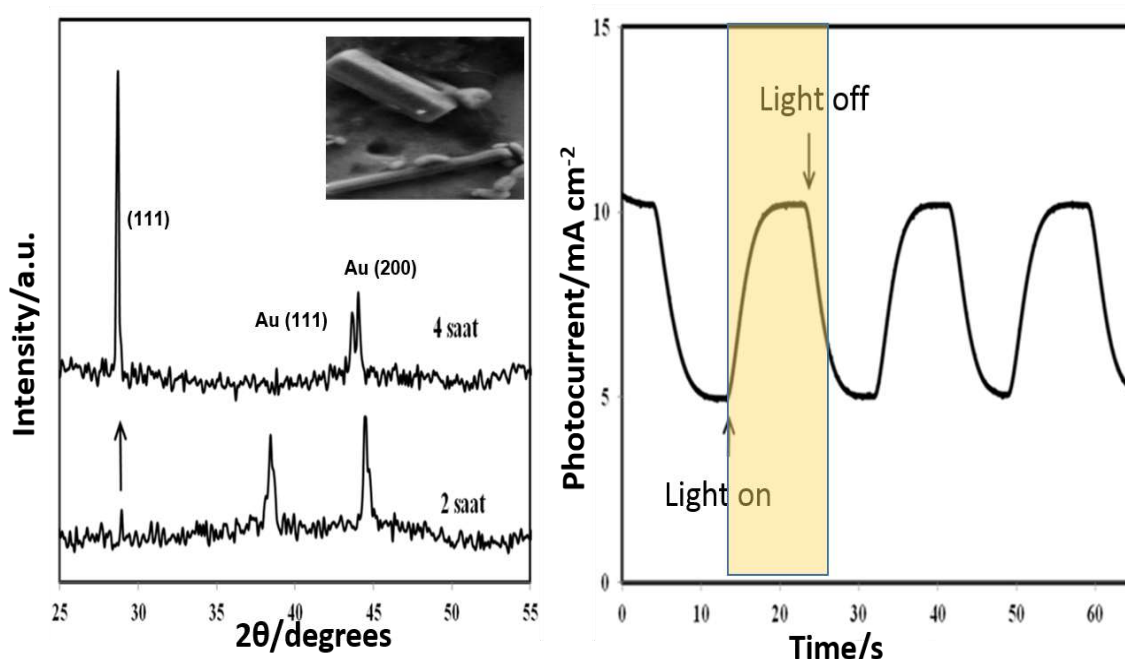 Intensity/a.u.
(111)
Au (111)
Au (200)
4 saat
2 saat
25 30 35 40 45 50 55
2θ/degrees
Photocurrent/mA cm-2
15
10
5
0
Light off
Light on
0 10 20 30 40 50 60
Time/s